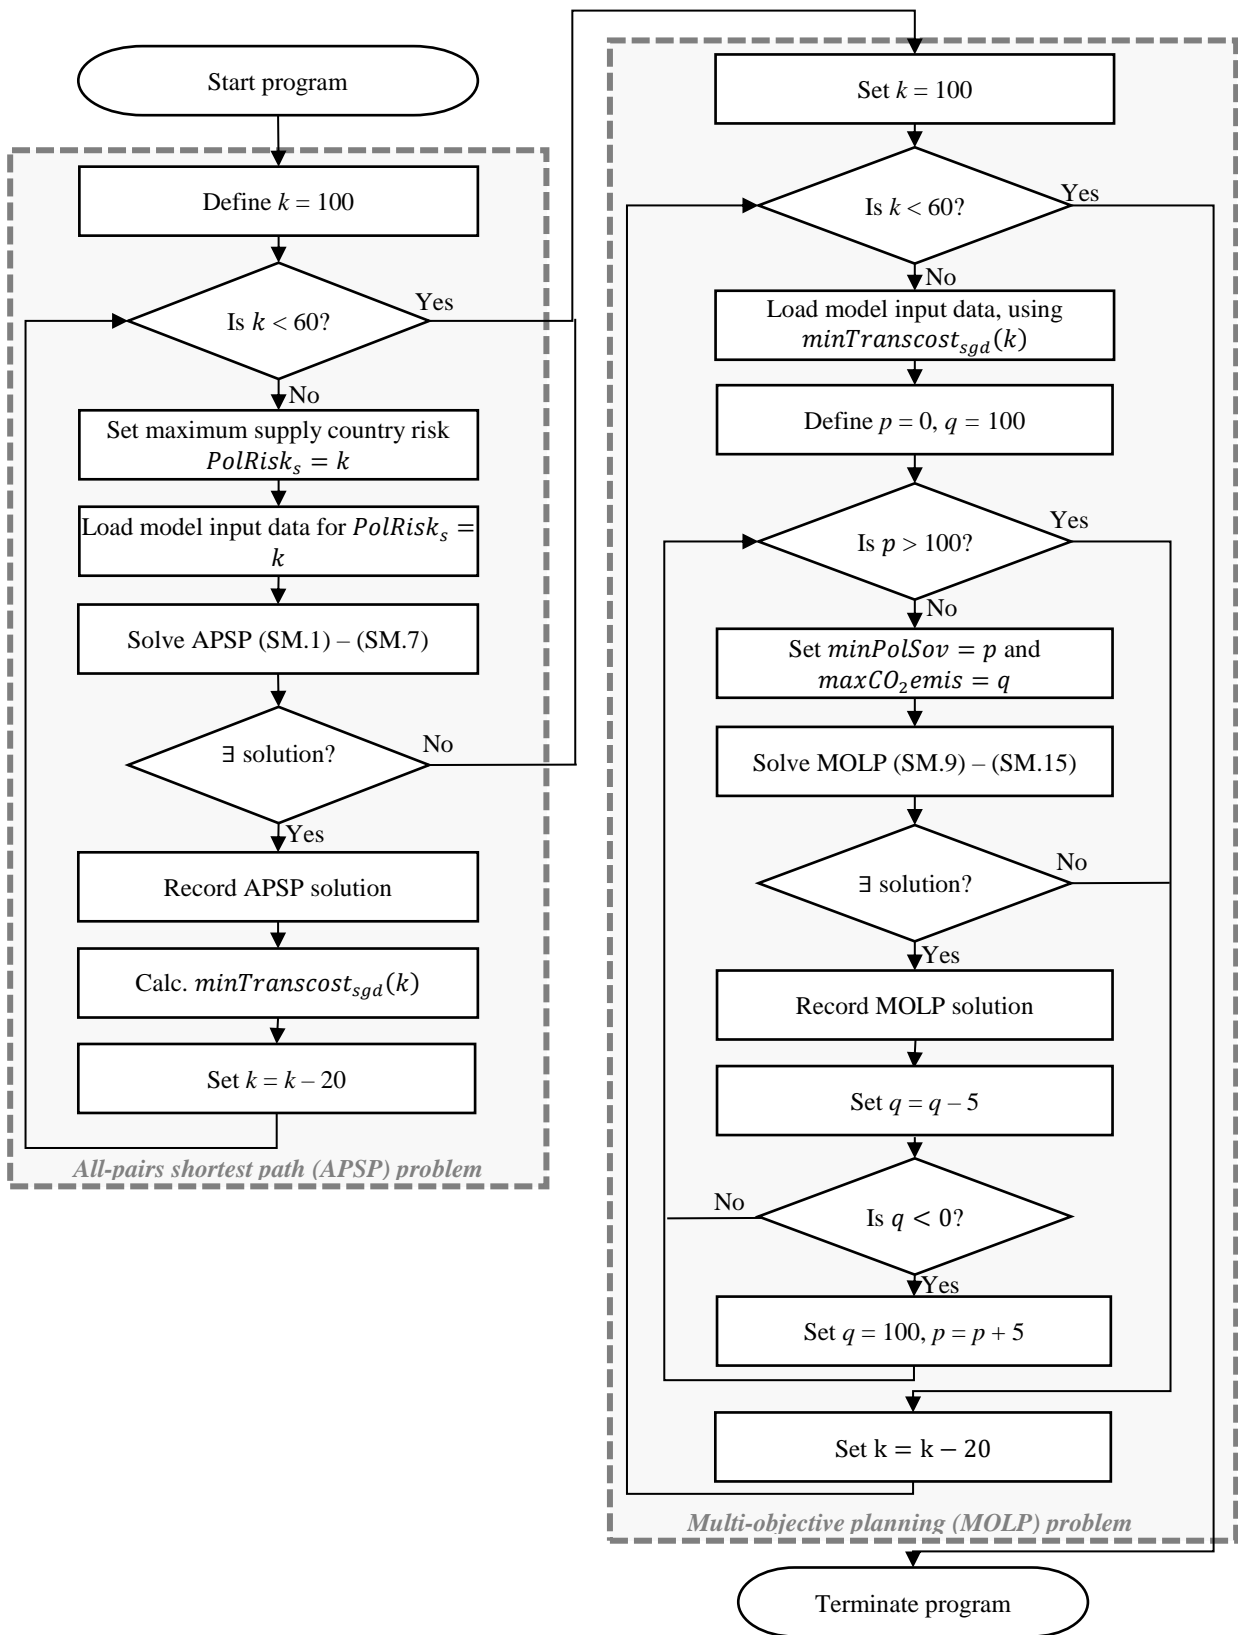 Start program
Define k = 100
Is k < 60?
Yes
No
Set maximum supply country risk
PolRiskₛ = k
Load model input data for PolRiskₛ =
k
Solve APSP (SM.1) – (SM.7)
∃ solution?
No
Yes
Record APSP solution
Calc. minTranscost_sgd(k)
Set k = k – 20
All-pairs shortest path (APSP) problem
Set k = 100
Is k < 60?
Yes
No
Load model input data, using
minTranscost_sgd(k)
Define p = 0, q = 100
Is p > 100?
Yes
No
Set minPolSov = p and
maxCO₂emis = q
Solve MOLP (SM.9) – (SM.15)
∃ solution?
No
Yes
Record MOLP solution
Set q = q – 5
Is q < 0?
No
Yes
Set q = 100, p = p + 5
Set k = k − 20
Multi-objective planning (MOLP) problem
Terminate program